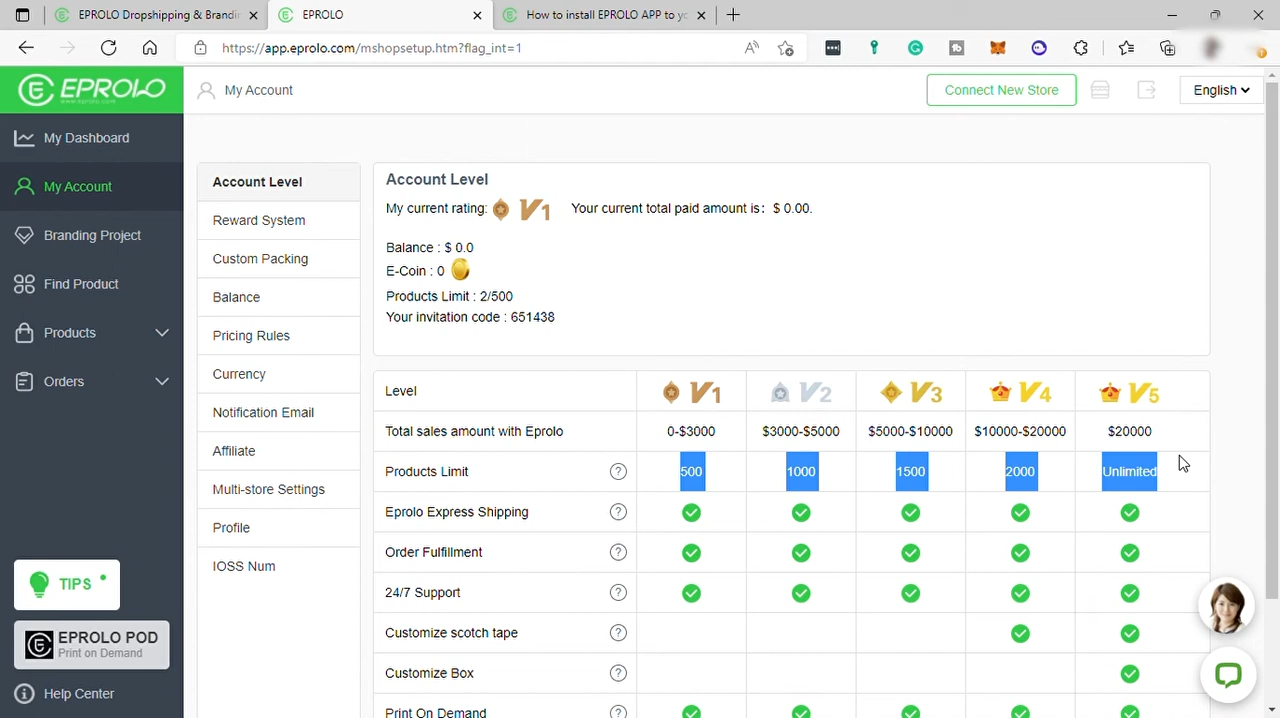 EPROLO Dropshipping & Brandi
EPROLO
How to install EPROLO APP to yo
https://app.eprolo.com/mshopsetup.htm?flag_int=1
EPROLO
www.eprolo.com
My Account
Connect New Store
English
My Dashboard
My Account
Branding Project
Find Product
Products
Orders
TIPS
EPROLO POD
Print on Demand
Help Center
Account Level
Reward System
Custom Packing
Balance
Pricing Rules
Currency
Notification Email
Affiliate
Multi-store Settings
Profile
IOSS Num
Account Level
My current rating: V1 Your current total paid amount is: $ 0.00.
Balance : $ 0.0
E-Coin : 0
Products Limit : 2/500
Your invitation code : 651438
Level V1 V2 V3 V4 V5
Total sales amount with Eprolo 0-$3000 $3000-$5000 $5000-$10000 $10000-$20000 $20000
Products Limit ? 500 1000 1500 2000 Unlimited
Eprolo Express Shipping ?
Order Fulfillment ?
24/7 Support ?
Customize scotch tape ?
Customize Box ?
Print On Demand ?